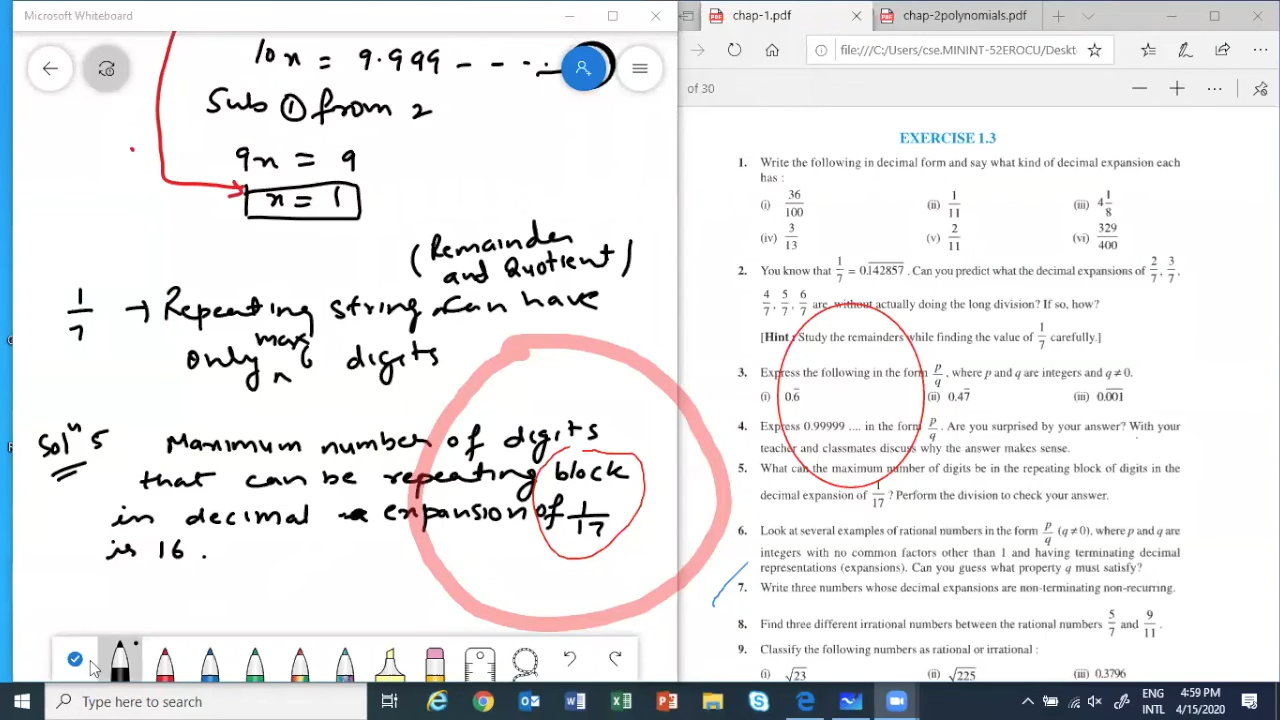 Microsoft Whiteboard
10x = 9.999 - - - . . .
Sub ① from 2
9x = 9
x = 1
(Remainder
and Quotient)
1/7 → Repeating string can have
only max 6 digits
Solⁿ 5 Maximum number of digits
that can be repeating block
in decimal expansion of 1/17
is 16 .
chap-1.pdf
chap-2polynomials.pdf
file:///C:/Users/cse.MININT-52EROCU/Deskt
of 30
EXERCISE 1.3
1. Write the following in decimal form and say what kind of decimal expansion each
has :
(i) 36/100 (ii) 1/11 (iii) 4 1/8
(iv) 3/13 (v) 2/11 (vi) 329/400
2. You know that 1/7 = 0.1̅4̅2̅8̅5̅7̅. Can you predict what the decimal expansions of 2/7, 3/7,
4/7, 5/7, 6/7 are, without actually doing the long division? If so, how?
[Hint : Study the remainders while finding the value of 1/7 carefully.]
3. Express the following in the form p/q, where p and q are integers and q ≠ 0.
(i) 0.6̅ (ii) 0.47̅ (iii) 0.0̅0̅1̅
4. Express 0.99999 .... in the form p/q. Are you surprised by your answer? With your
teacher and classmates discuss why the answer makes sense.
5. What can the maximum number of digits be in the repeating block of digits in the
decimal expansion of 1/17 ? Perform the division to check your answer.
6. Look at several examples of rational numbers in the form p/q (q ≠ 0), where p and q are
integers with no common factors other than 1 and having terminating decimal
representations (expansions). Can you guess what property q must satisfy?
7. Write three numbers whose decimal expansions are non-terminating non-recurring.
8. Find three different irrational numbers between the rational numbers 5/7 and 9/11.
9. Classify the following numbers as rational or irrational :
(i) √23 (ii) √225 (iii) 0.3796
Type here to search
ENG
INTL
4:59 PM
4/15/2020